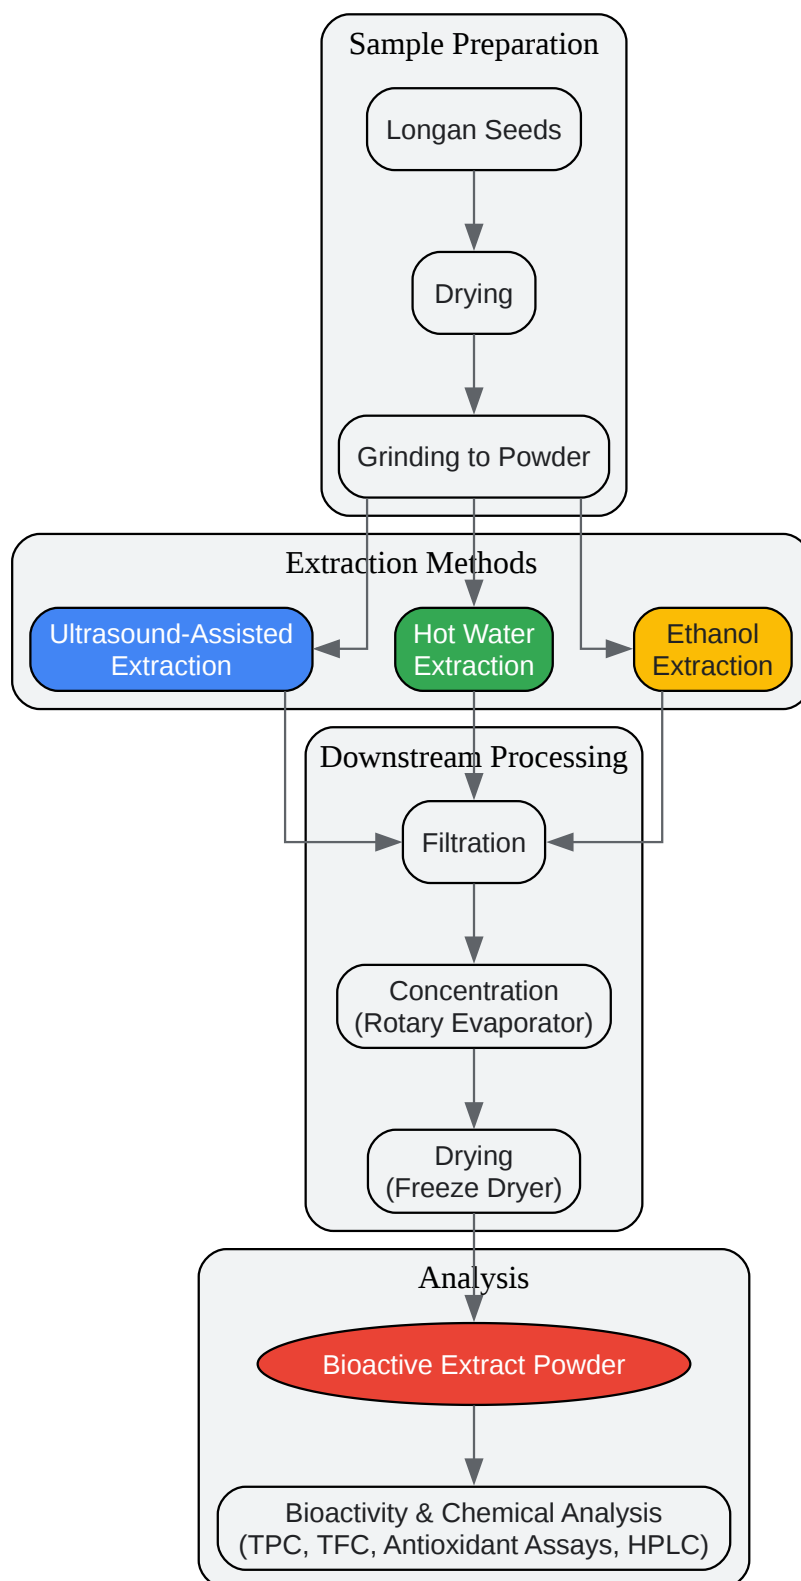 Sample Preparation
Longan Seeds
Drying
Grinding to Powder
Extraction Methods
Ultrasound-Assisted
Extraction
Hot Water
Extraction
Ethanol
Extraction
Downstream Processing
Filtration
Concentration
(Rotary Evaporator)
Drying
(Freeze Dryer)
Analysis
Bioactive Extract Powder
Bioactivity & Chemical Analysis
(TPC, TFC, Antioxidant Assays, HPLC)